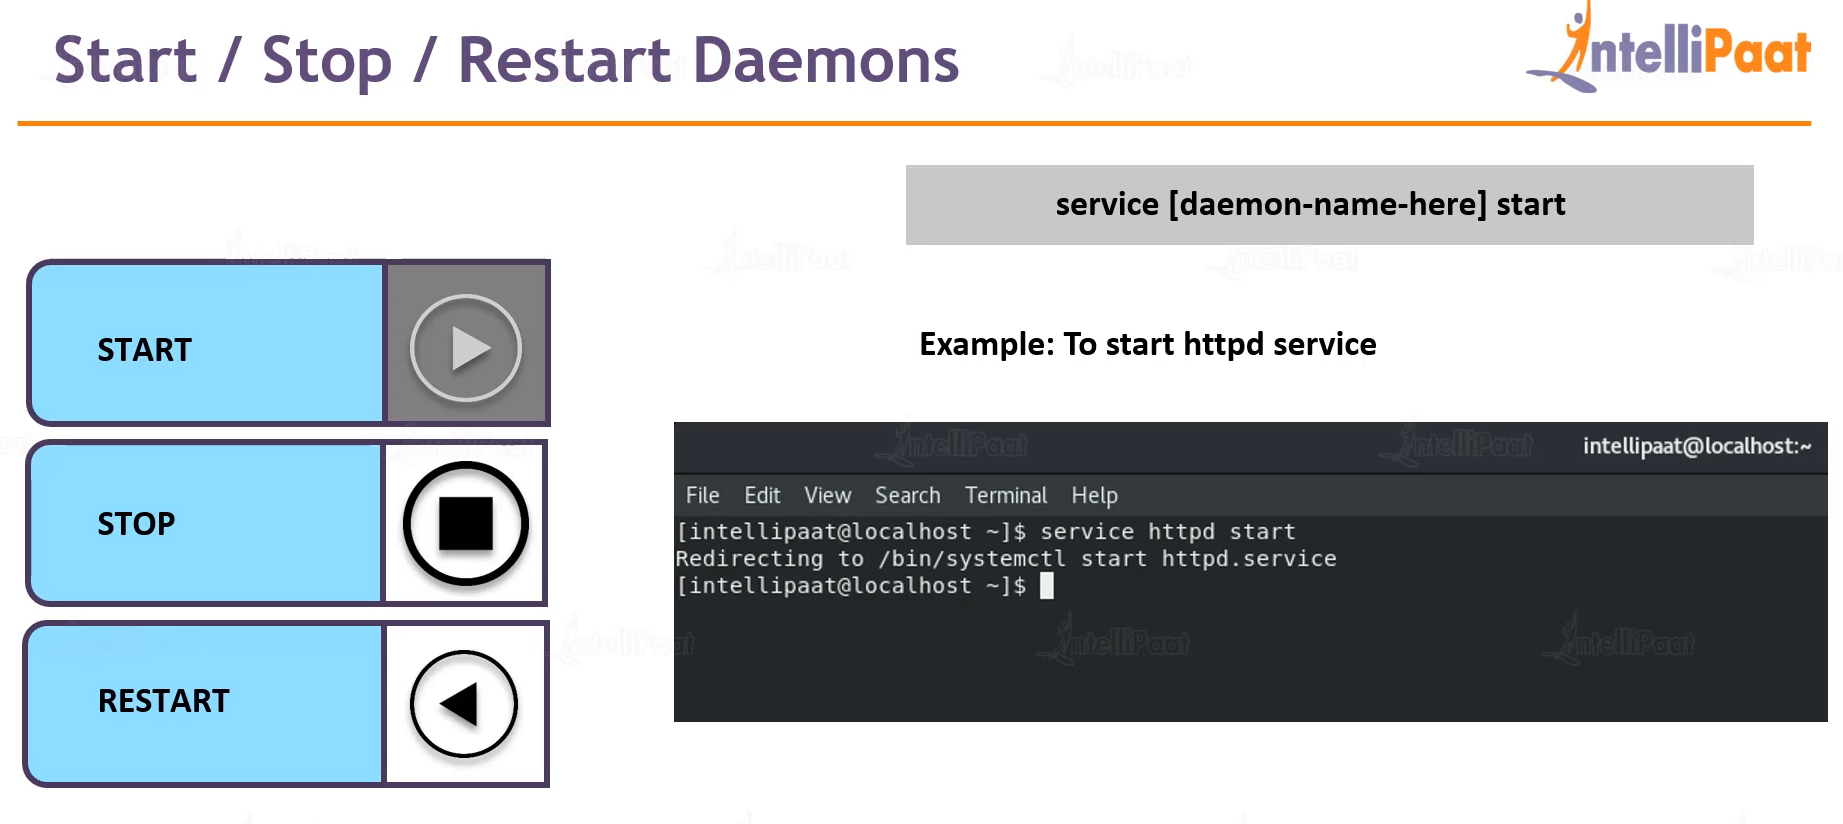 Start / Stop / Restart Daemons
IntelliPaat
service [daemon-name-here] start
START
STOP
RESTART
Example: To start httpd service
intellipaat@localhost:~
File Edit View Search Terminal Help
[intellipaat@localhost ~]$ service httpd start
Redirecting to /bin/systemctl start httpd.service
[intellipaat@localhost ~]$